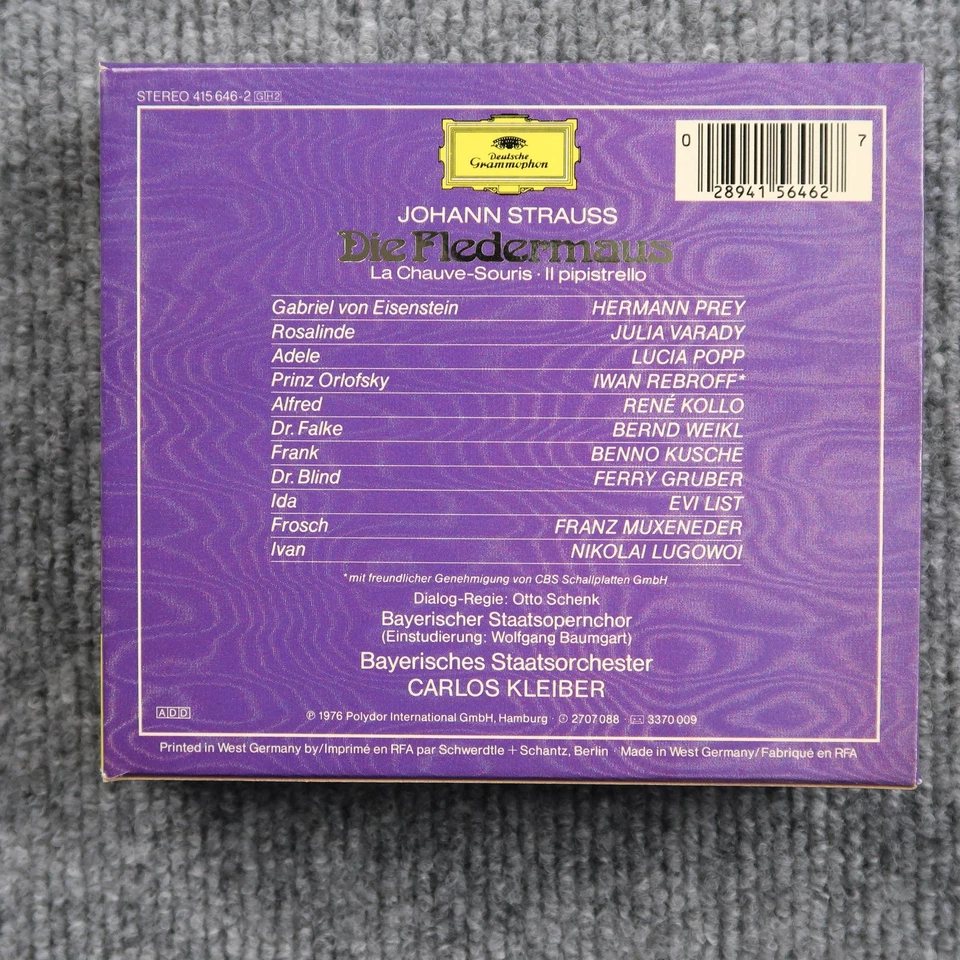 STEREO 415 646-2 GH2
Deutsche
Grammophon
0 28941 56462 7
JOHANN STRAUSS
Die Fledermaus
La Chauve-Souris · Il pipistrello
Gabriel von Eisenstein HERMANN PREY
Rosalinde JULIA VARADY
Adele LUCIA POPP
Prinz Orlofsky IWAN REBROFF*
Alfred RENÉ KOLLO
Dr. Falke BERND WEIKL
Frank BENNO KUSCHE
Dr. Blind FERRY GRUBER
Ida EVI LIST
Frosch FRANZ MUXENEDER
Ivan NIKOLAI LUGOWOI
*mit freundlicher Genehmigung von CBS Schallplatten GmbH
Dialog-Regie: Otto Schenk
Bayerischer Staatsopernchor
(Einstudierung: Wolfgang Baumgart)
Bayerisches Staatsorchester
CARLOS KLEIBER
ADD
℗ 1976 Polydor International GmbH, Hamburg · 2707 088 · 3370 009
Printed in West Germany by/Imprimé en RFA par Schwerdtle + Schantz, Berlin · Made in West Germany/Fabriqué en RFA